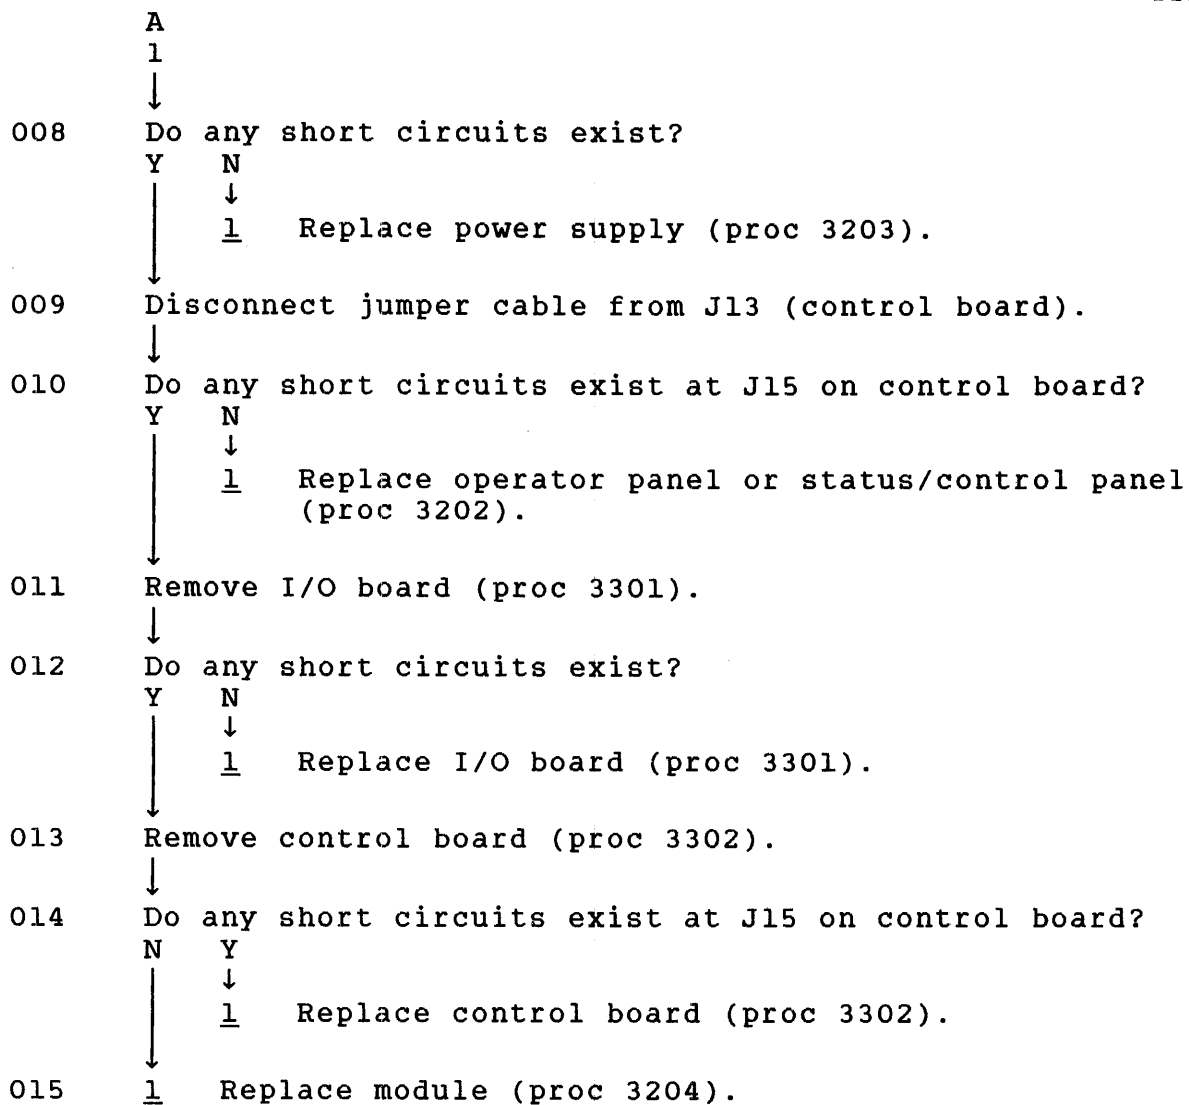 A
1
↓
008 Do any short circuits exist?
Y N
↓
1 Replace power supply (proc 3203).
009 Disconnect jumper cable from J13 (control board).
↓
010 Do any short circuits exist at J15 on control board?
Y N
↓
1 Replace operator panel or status/control panel
(proc 3202).
011 Remove I/O board (proc 3301).
↓
012 Do any short circuits exist?
Y N
↓
1 Replace I/O board (proc 3301).
013 Remove control board (proc 3302).
↓
014 Do any short circuits exist at J15 on control board?
N Y
↓
1 Replace control board (proc 3302).
015 1 Replace module (proc 3204).